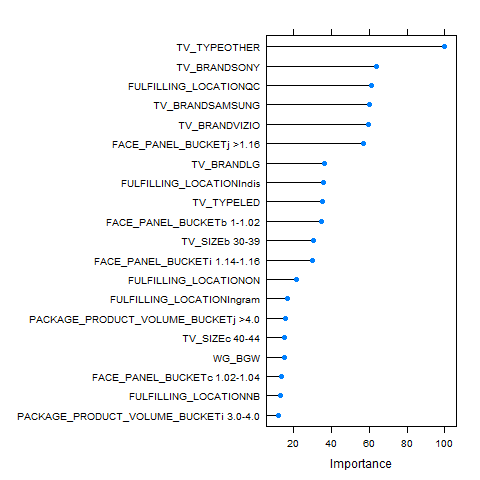 TV_TYPEOTHER
TV_BRANDSONY
FULFILLING_LOCATIONQC
TV_BRANDSAMSUNG
TV_BRANDVIZIO
FACE_PANEL_BUCKETj >1.16
TV_BRANDLG
FULFILLING_LOCATIONIndis
TV_TYPELED
FACE_PANEL_BUCKETb 1-1.02
TV_SIZEb 30-39
FACE_PANEL_BUCKETi 1.14-1.16
FULFILLING_LOCATIONON
FULFILLING_LOCATIONIngram
PACKAGE_PRODUCT_VOLUME_BUCKETj >4.0
TV_SIZEc 40-44
WG_BGW
FACE_PANEL_BUCKETc 1.02-1.04
FULFILLING_LOCATIONNB
PACKAGE_PRODUCT_VOLUME_BUCKETi 3.0-4.0
20 40 60 80 100
Importance